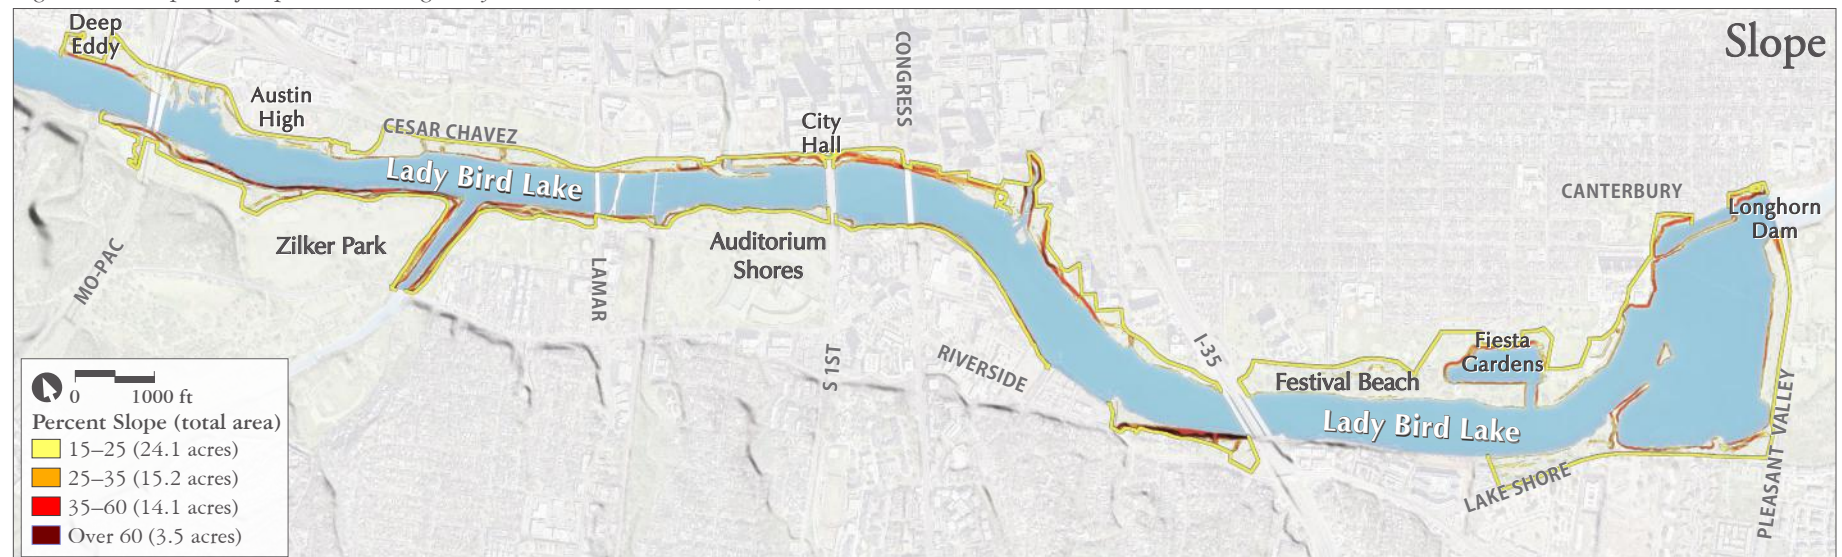 Slope
Deep
Eddy
Austin
High
CESAR CHAVEZ
City
Hall
CONGRESS
Lady Bird Lake
Zilker Park
MO-PAC
LAMAR
Auditorium
Shores
S 1ST
RIVERSIDE
I-35
Festival Beach
Fiesta
Gardens
CANTERBURY
Longhorn
Dam
Lady Bird Lake
LAKE SHORE
PLEASANT VALLEY
0 1000 ft
Percent Slope (total area)
15–25 (24.1 acres)
25–35 (15.2 acres)
35–60 (14.1 acres)
Over 60 (3.5 acres)